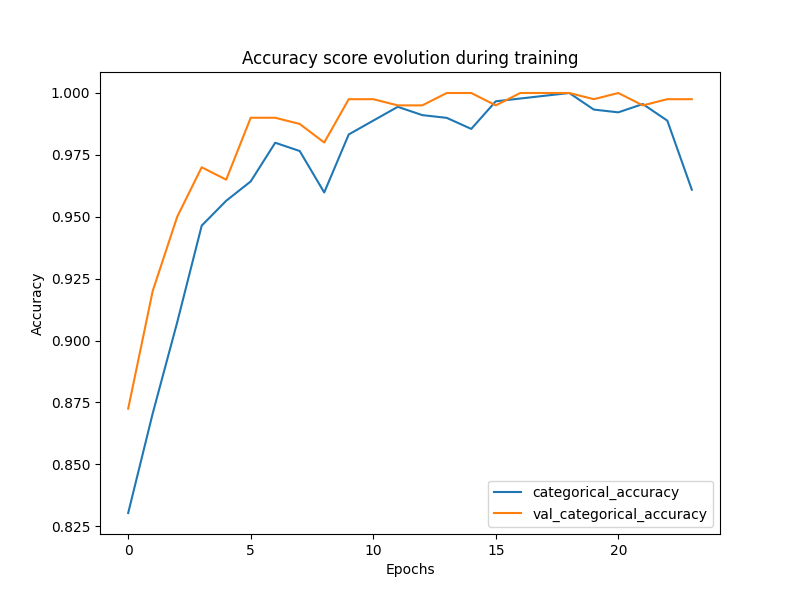 Accuracy score evolution during training
1.000
0.975
0.950
0.925
0.900
0.875
0.850
0.825
Accuracy
0 5 10 15 20
Epochs
categorical_accuracy
val_categorical_accuracy